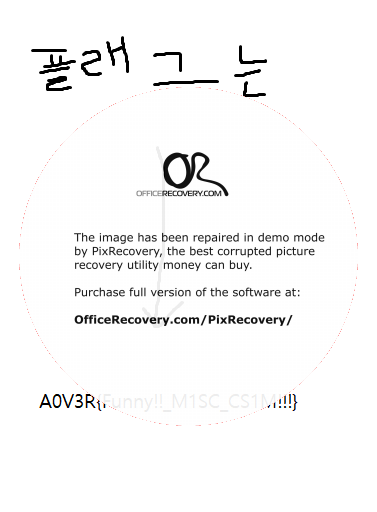 플래그는
OFFICERECOVERY.COM
The image has been repaired in demo mode
by PixRecovery, the best corrupted picture
recovery utility money can buy.
Purchase full version of the software at:
OfficeRecovery.com/PixRecovery/
A0V3R{Funny!!_M1SC_CS1M!!!}